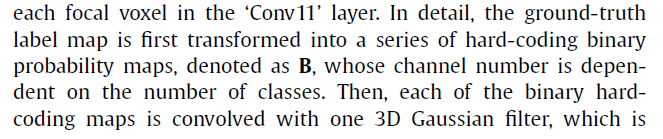 each focal voxel in the ‘Conv11’ layer. In detail, the ground-truth
label map is first transformed into a series of hard-coding binary
probability maps, denoted as B, whose channel number is depen-
dent on the number of classes. Then, each of the binary hard-
coding maps is convolved with one 3D Gaussian filter, which is